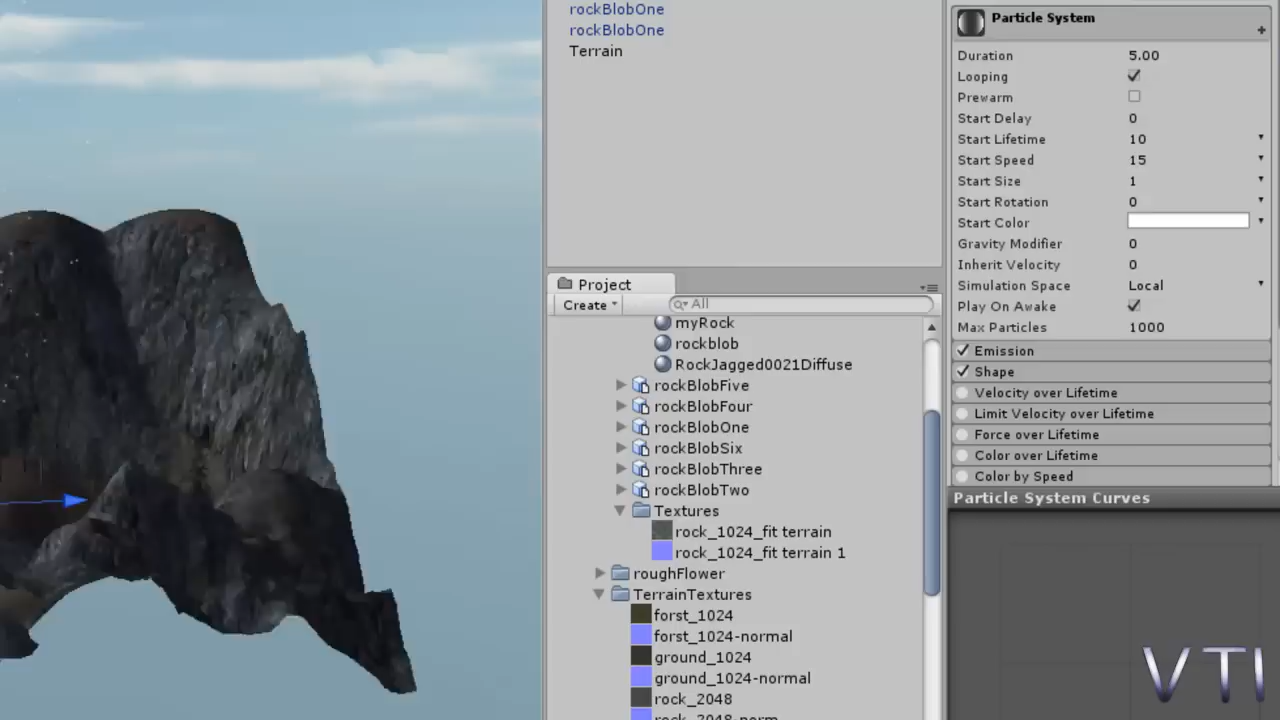 rockBlobOne
rockBlobOne
Terrain
Project
Create
All
myRock
rockblob
RockJagged0021Diffuse
rockBlobFive
rockBlobFour
rockBlobOne
rockBlobSix
rockBlobThree
rockBlobTwo
Textures
rock_1024_fit terrain
rock_1024_fit terrain 1
roughFlower
TerrainTextures
forst_1024
forst_1024-normal
ground_1024
ground_1024-normal
rock_2048
rock_2048-norm
Particle System
Duration 5.00
Looping
Prewarm
Start Delay 0
Start Lifetime 10
Start Speed 15
Start Size 1
Start Rotation 0
Start Color
Gravity Modifier 0
Inherit Velocity 0
Simulation Space Local
Play On Awake
Max Particles 1000
Emission
Shape
Velocity over Lifetime
Limit Velocity over Lifetime
Force over Lifetime
Color over Lifetime
Color by Speed
Particle System Curves
VTI